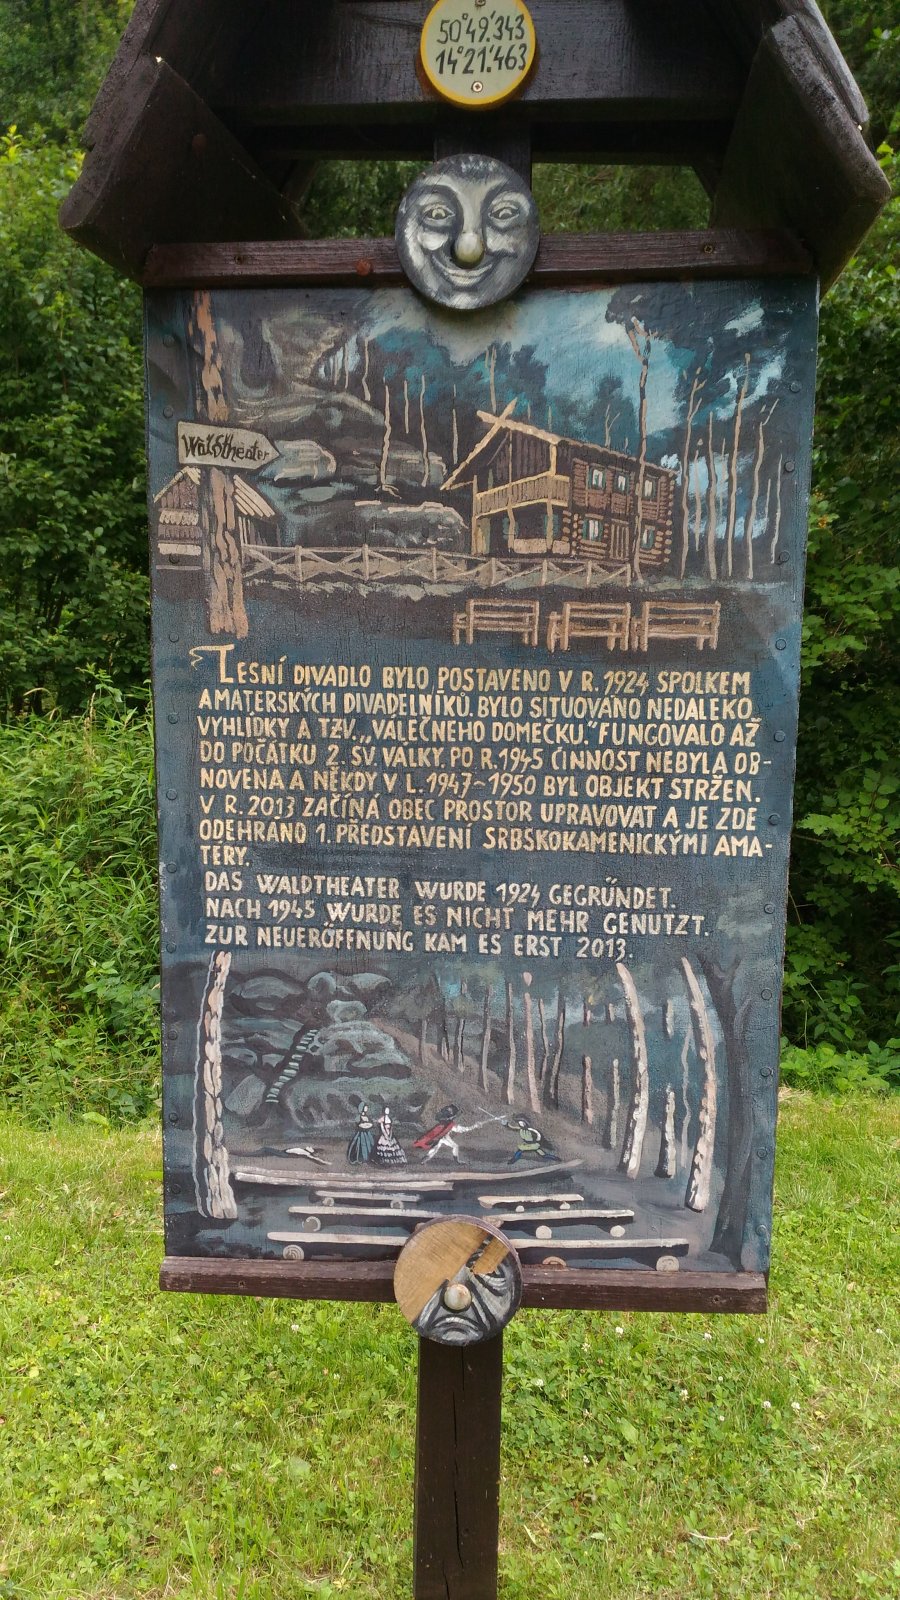 50°49'.343
14°21'.463
Waldtheater
LESNÍ DIVADLO BYLO POSTAVENO V R. 1924 SPOLKEM
AMATERSKÝCH DIVADELNÍKŮ. BYLO SITUOVÁNO NEDALEKO
VYHLÍDKY A TZV. „VÁLEČNÉHO DOMEČKU.“ FUNGOVALO AŽ
DO POČÁTKU 2. SV. VÁLKY. PO R. 1945 ČINNOST NEBYLA OB-
NOVENA A NĚKDY V L. 1947-1950 BYL OBJEKT STRŽEN.
V R. 2013 ZAČÍNÁ OBEC PROSTOR UPRAVOVAT A JE ZDE
ODEHRÁNO 1. PŘEDSTAVENÍ SRBSKOKAMENICKÝMI AMA-
TÉRY.
DAS WALDTHEATER WURDE 1924 GEGRÜNDET.
NACH 1945 WURDE ES NICHT MEHR GENUTZT.
ZUR NEUERÖFFNUNG KAM ES ERST 2013.